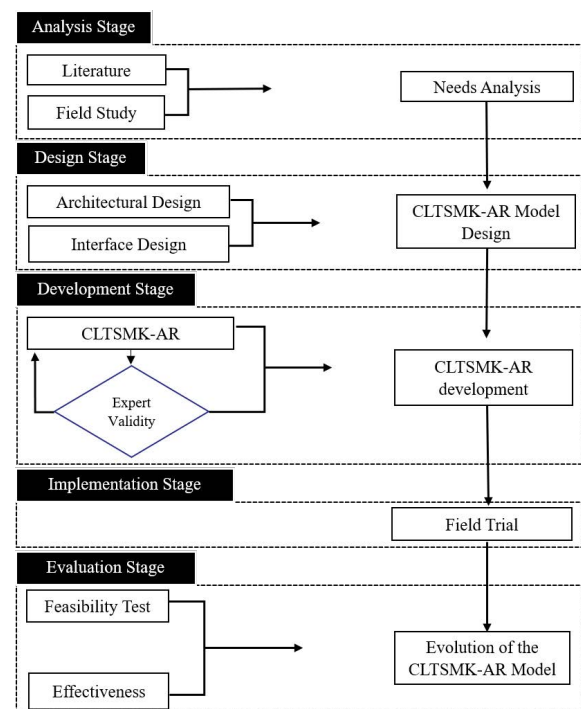 Analysis Stage
Literature
Field Study
Needs Analysis
Design Stage
Architectural Design
Interface Design
CLTSMK-AR Model
Design
Development Stage
CLTSMK-AR
Expert
Validity
CLTSMK-AR
development
Implementation Stage
Field Trial
Evaluation Stage
Feasibility Test
Effectiveness
Evolution of the
CLTSMK-AR Model